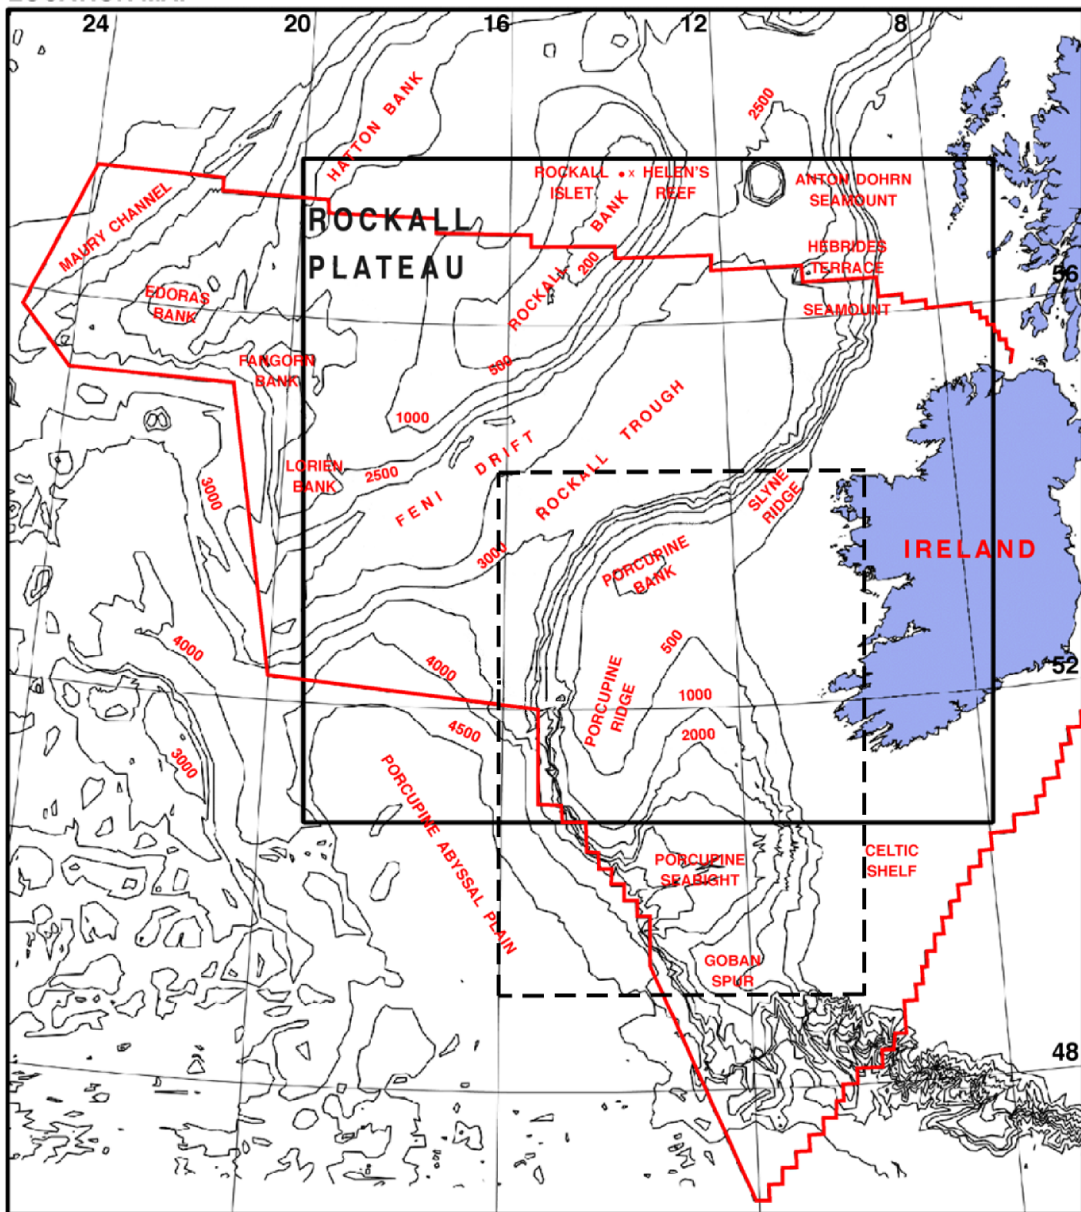 24 20 16 12 8
HATTON BANK
2500
ROCKALL
ISLET
HELEN'S
REEF
x
BANK
ANTON DOHRN
SEAMOUNT
MAURY CHANNEL
ROCKALL
PLATEAU
HEBRIDES
TERRACE
SEAMOUNT
56
200
ROCKALL
EDORAS
BANK
500
FANGORN
BANK
1000
TROUGH
ROCKALL
FENI DRIFT
2500
LORIEN
BANK
3000
SLYNE
RIDGE
3000
PORCUPINE
BANK
IRELAND
4000
4000
500
52
PORCUPINE
RIDGE
1000
4500
2000
3000
PORCUPINE ABYSSAL PLAIN
PORCUPINE
SEABIGHT
CELTIC
SHELF
GOBAN
SPUR
48